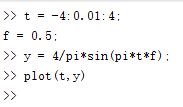 >> t = -4:0.01:4;
f = 0.5;
>> y = 4/pi*sin(pi*t*f);
>> plot(t,y)
>>